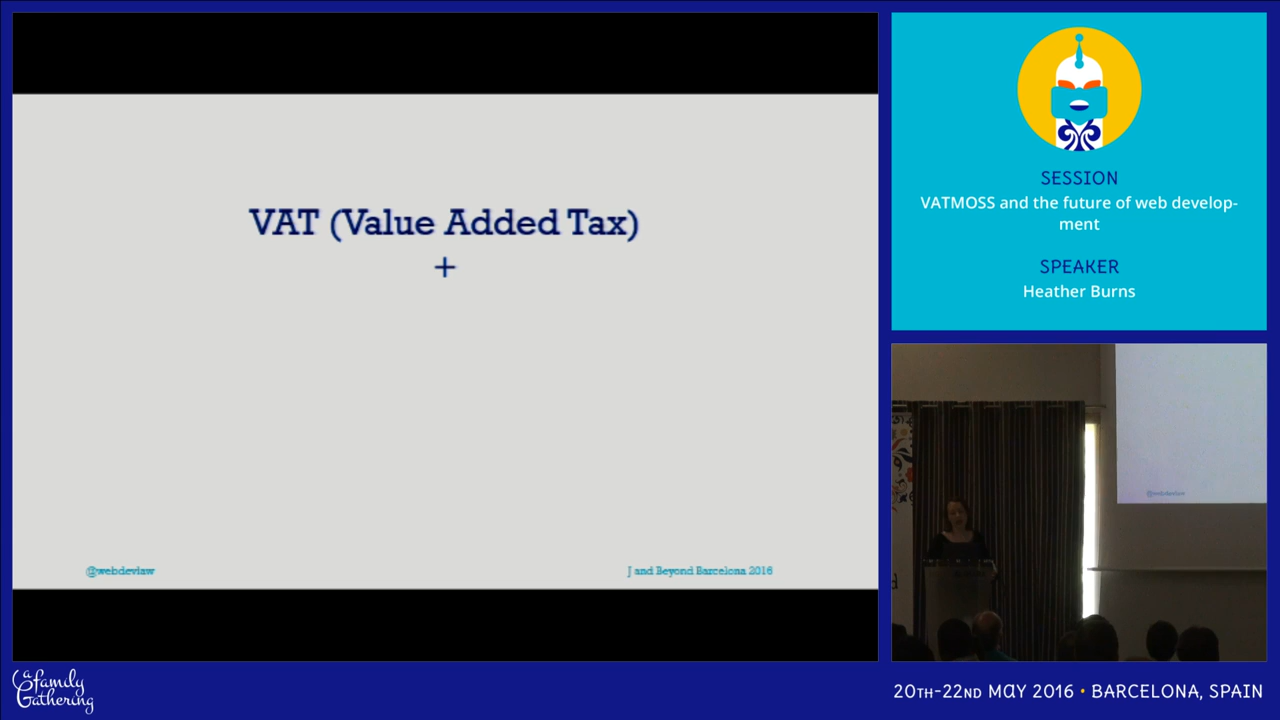 VAT (Value Added Tax)
+
@webdevlaw
J and Beyond Barcelona 2016
SESSION
VATMOSS and the future of web develop-
ment
SPEAKER
Heather Burns
@webdevlaw
a family
Gathering
20TH-22ND MAY 2016 • BARCELONA, SPAIN